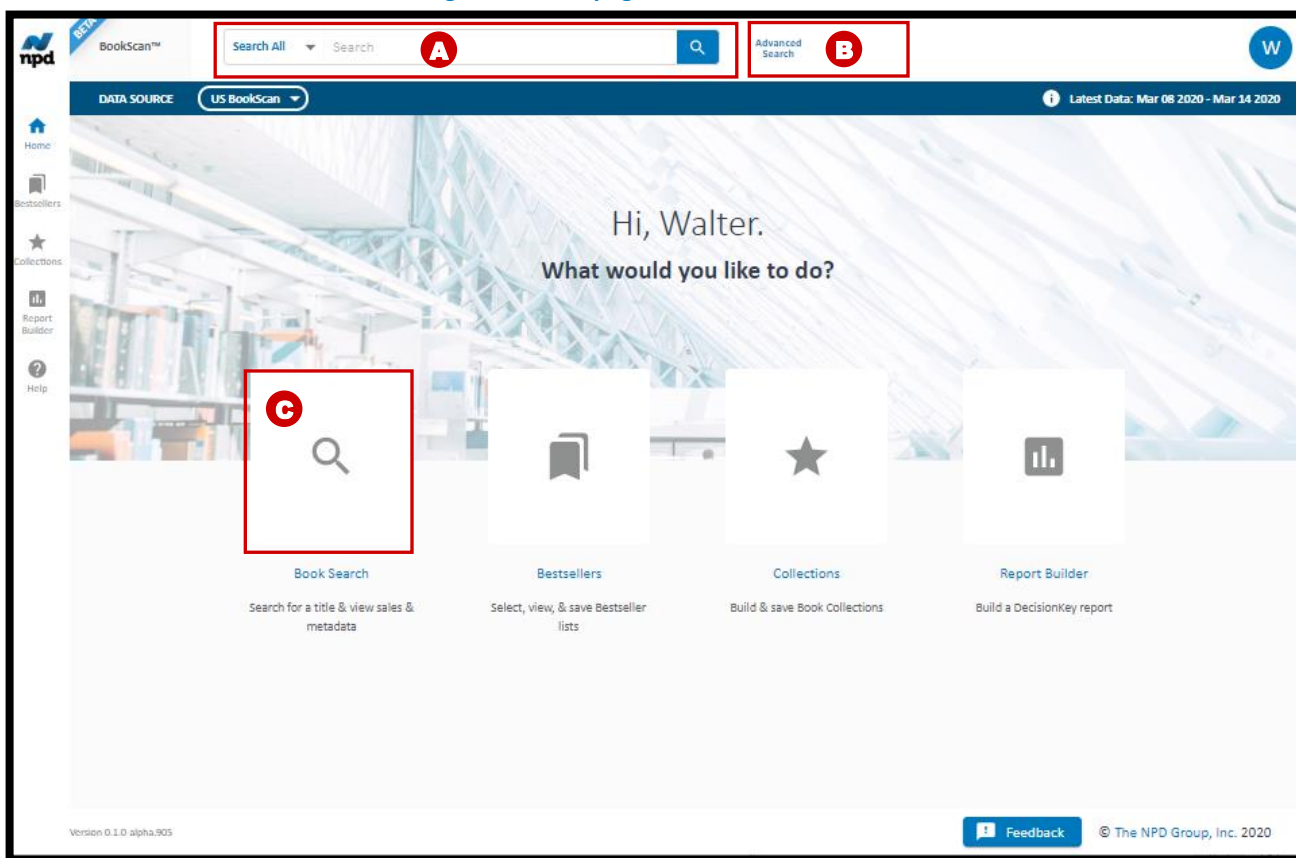 BETA
npd
BookScan™
Search All
Search
A
Advanced
Search
B
W
DATA SOURCE
US BookScan
Latest Data: Mar 08 2020 - Mar 14 2020
Home
Bestsellers
Collections
Report
Builder
Help
Hi, Walter.
What would you like to do?
C
Book Search
Search for a title & view sales &
metadata
Bestsellers
Select, view, & save Bestseller
lists
Collections
Build & save Book Collections
Report Builder
Build a DecisionKey report
Version 0.1.0 alpha.905
Feedback
© The NPD Group, Inc. 2020